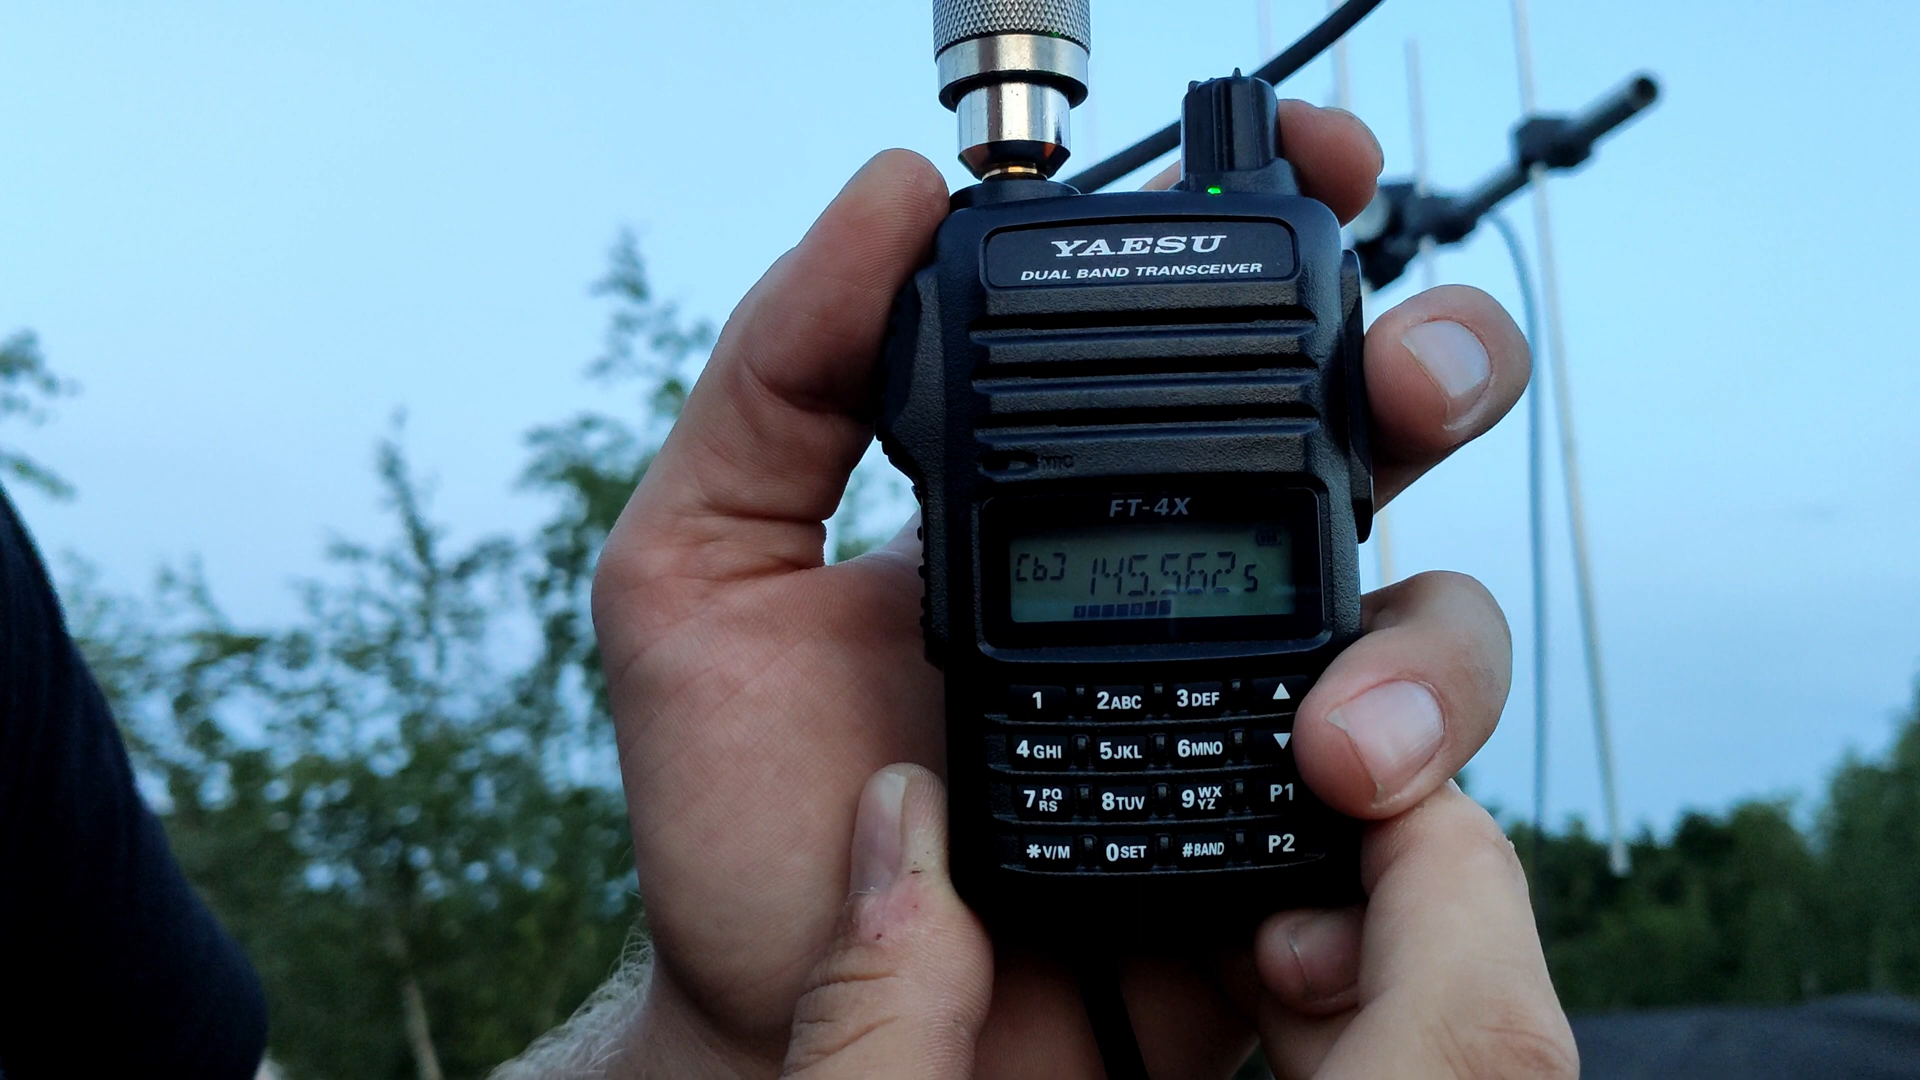 YAESU
DUAL BAND TRANSCEIVER
MIC
FT-4X
[b] 145.562 5
1 2ABC 3DEF ▲
4GHI 5JKL 6MNO ▼
7PQRS 8TUV 9WXYZ P1
*V/M 0SET #BAND P2